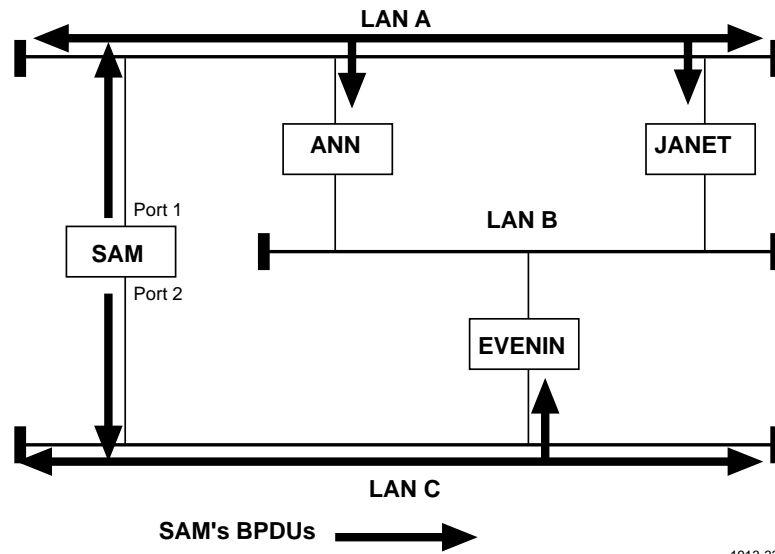 LAN A
ANN
JANET
Port 1
LAN B
SAM
Port 2
EVENIN
LAN C
SAM's BPDUs